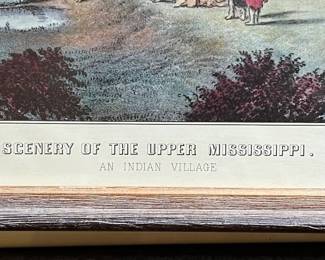 SCENERY OF THE UPPER MISSISSIPPI.
AN INDIAN VILLAGE